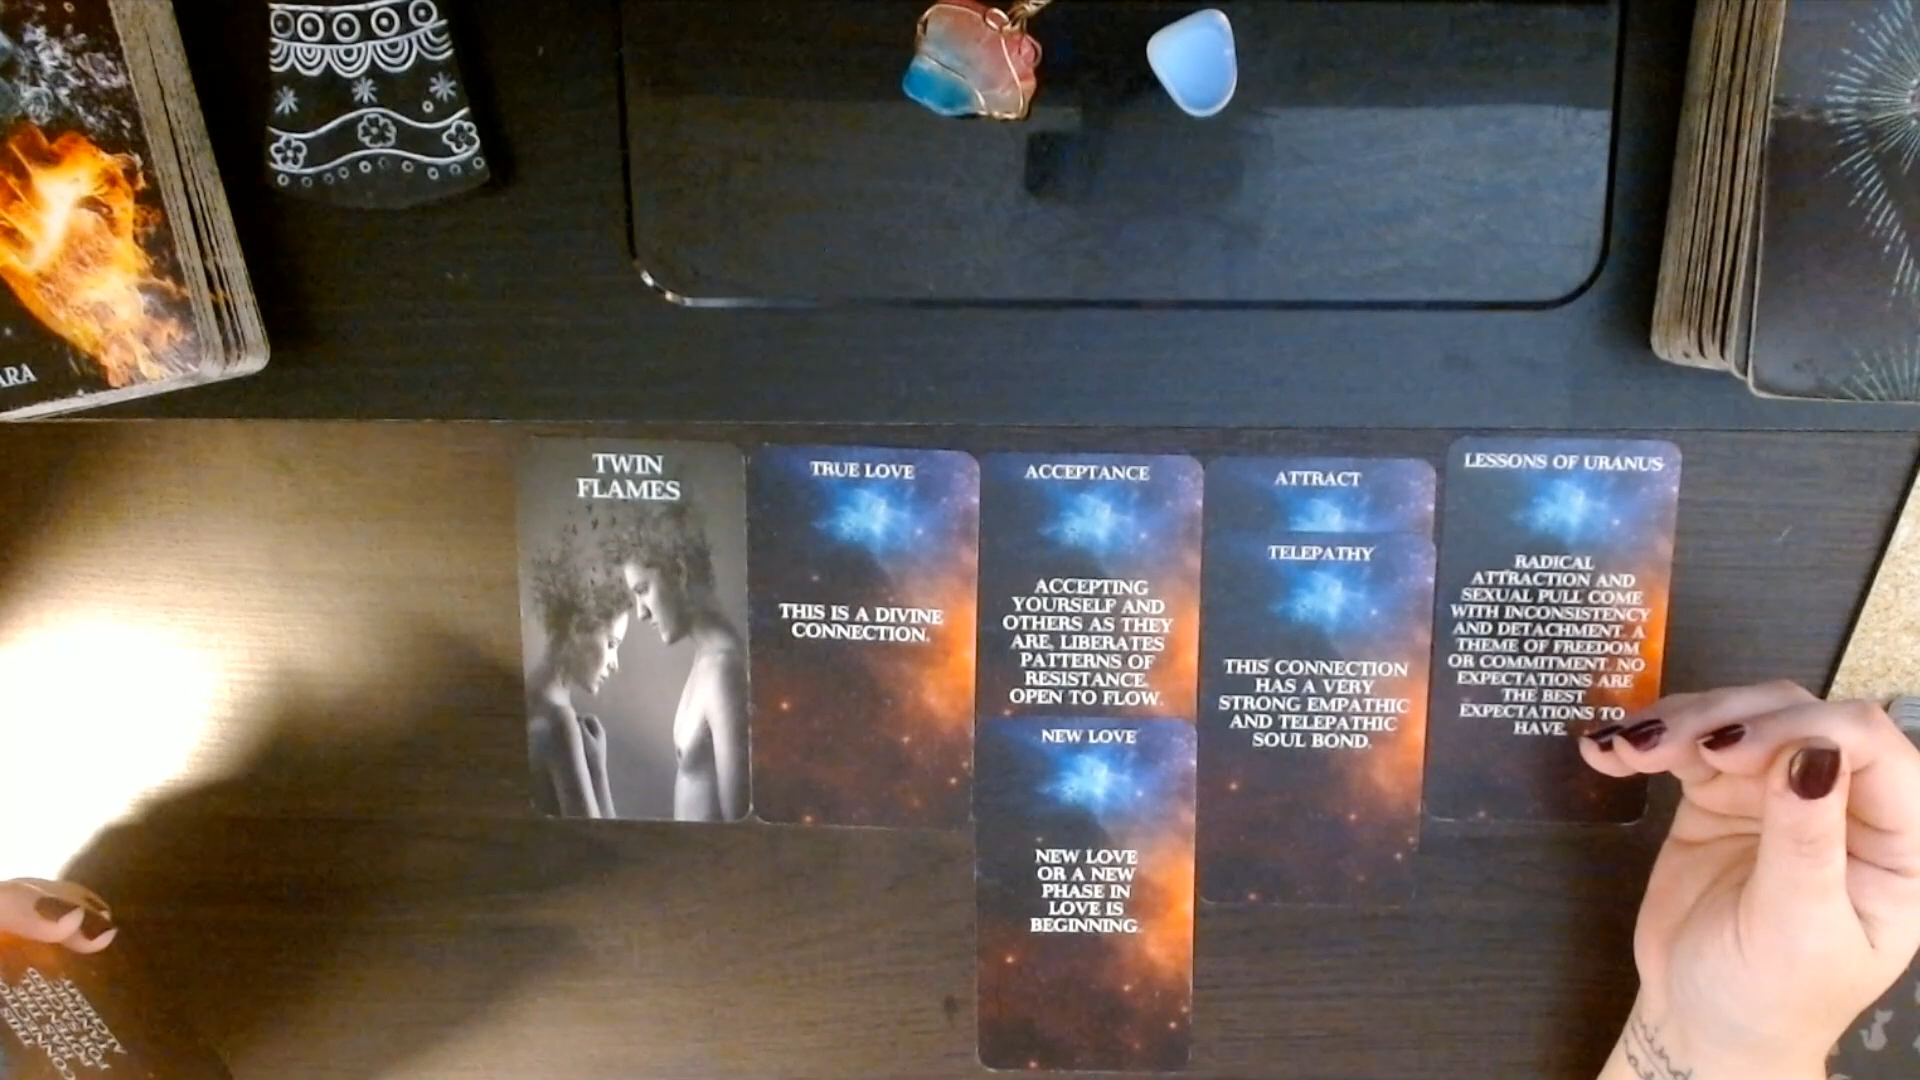 ARA
TWIN
FLAMES
TRUE LOVE
THIS IS A DIVINE
CONNECTION.
ACCEPTANCE
ACCEPTING
YOURSELF AND
OTHERS AS THEY
ARE, LIBERATES
PATTERNS OF
RESISTANCE.
OPEN TO FLOW.
NEW LOVE
NEW LOVE
OR A NEW
PHASE IN
LOVE IS
BEGINNING.
ATTRACT
TELEPATHY
THIS CONNECTION
HAS A VERY
STRONG EMPATHIC
AND TELEPATHIC
SOUL BOND.
LESSONS OF URANUS
RADICAL
ATTRACTION AND
SEXUAL PULL COME
WITH INCONSISTENCY
AND DETACHMENT. A
THEME OF FREEDOM
OR COMMITMENT. NO
EXPECTATIONS ARE
THE BEST
EXPECTATIONS TO
HAVE.